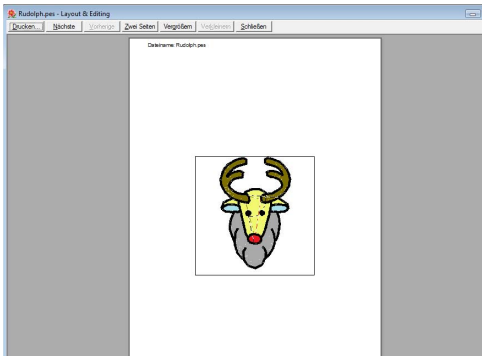 Rudolph.pes - Layout & Editing
Drucken... Nächste Vorherige Zwei Seiten Vergrößern Verkleinern Schließen
Dateiname: Rudolph.pes